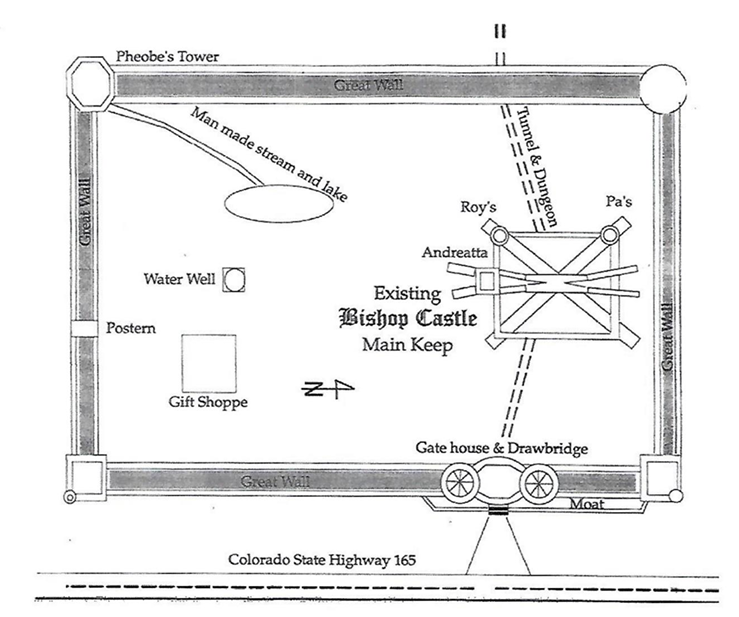 Pheobe's Tower
Great Wall
Man made stream and lake
Tunnel & Dungeon
Great Wall
Roy's
Pa's
Andreatta
Water Well
Existing
Bishop Castle
Main Keep
Postern
Great Wall
Gift Shoppe
N
Gate house & Drawbridge
Great Wall
Moat
Colorado State Highway 165